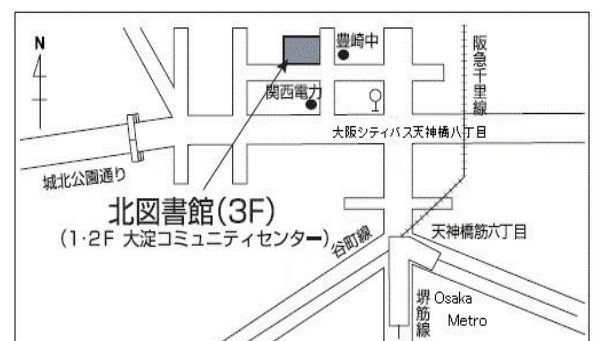 N
豊崎中
阪急千里線
関西電力
大阪シティバス天神橋八丁目
城北公園通り
北図書館(3F)
(1・2F 大淀コミュニティセンター)
谷町線
天神橋筋六丁目
堺筋線
Osaka
Metro